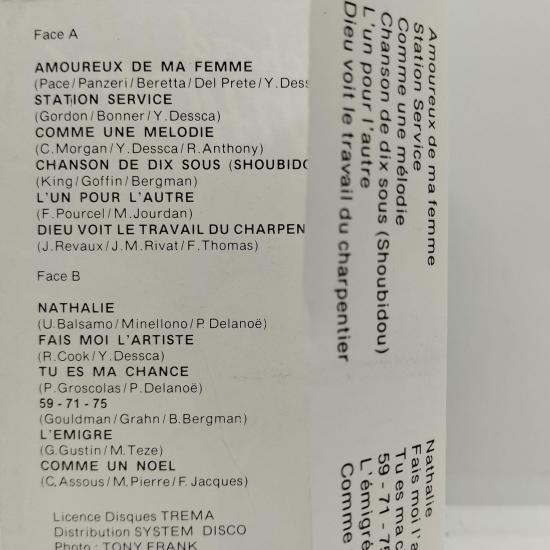 Face A
AMOUREUX DE MA FEMME
(Pace/Panzeri/Beretta/Del Prete/Y.Dess
STATION SERVICE
(Gordon/Bonner/Y.Dessca)
COMME UNE MELODIE
(C.Morgan/Y.Dessca/R.Anthony)
CHANSON DE DIX SOUS (SHOUBIDO
(King/Goffin/Bergman)
L'UN POUR L'AUTRE
(F.Pourcel/M.Jourdan)
DIEU VOIT LE TRAVAIL DU CHARPEN
(J.Revaux/J.M.Rivat/F.Thomas)
Face B
NATHALIE
(U.Balsamo/Minellono/P.Delanoë)
FAIS MOI L'ARTISTE
(R.Cook/Y.Dessca)
TU ES MA CHANCE
(P.Groscolas/P.Delanoë)
59-71-75
(Gouldman/Grahn/B.Bergman)
L'EMIGRE
(G.Gustin/M.Teze)
COMME UN NOEL
(C.Assous/M.Pierre/F.Jacques)
Licence Disques TREMA
Distribution SYSTEM DISCO
Photo : TONY FRANK
Amoureux de ma femme
Station Service
Comme une mélodie
Chanson de dix sous (Shoubidou)
L'un pour l'autre
Dieu voit le travail du charpentier
Nathalie
Fais moi l'a
Tu es ma c
59 - 71 - 75
L'émigré
Comme